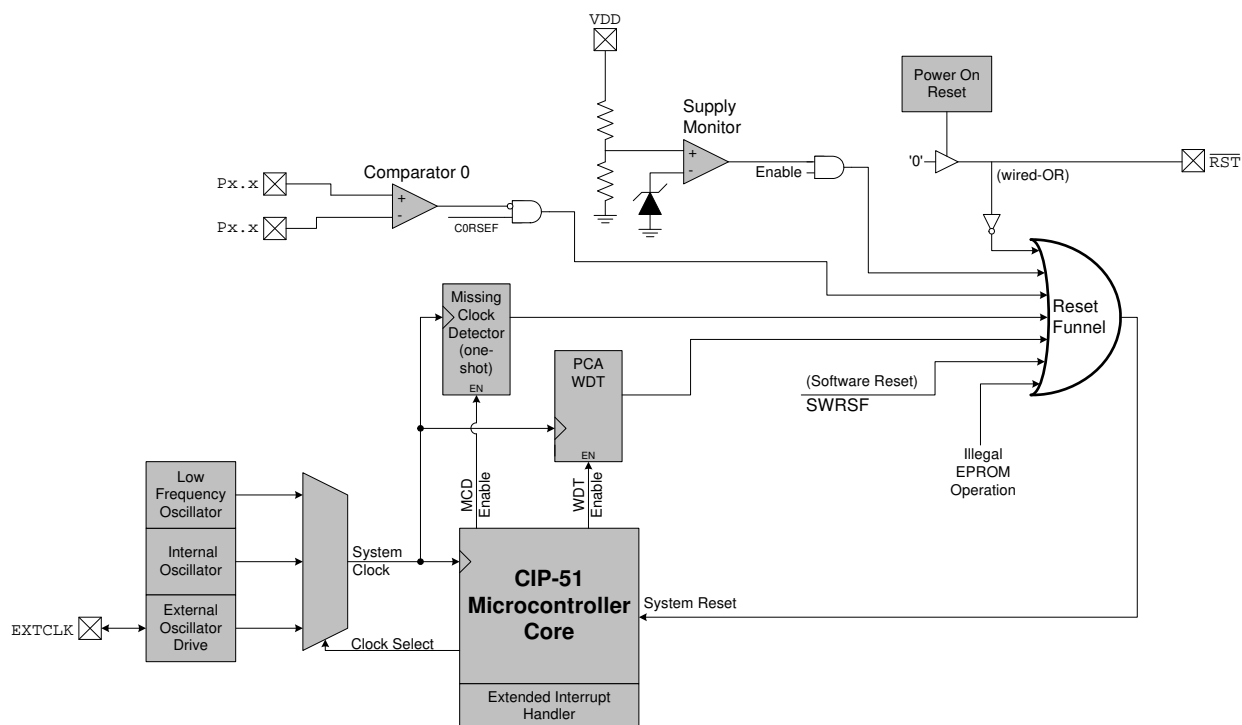 VDD
Power On
Reset
Supply
Monitor
+
-
Enable
'0'
(wired-OR)
RST
Comparator 0
Px.x
Px.x
+
-
C0RSEF
Missing
Clock
Detector
(one-
shot)
EN
PCA
WDT
EN
Reset
Funnel
(Software Reset)
SWRSF
Illegal
EPROM
Operation
MCD
Enable
WDT
Enable
Low
Frequency
Oscillator
Internal
Oscillator
External
Oscillator
Drive
EXTCLK
System
Clock
Clock Select
CIP-51
Microcontroller
Core
System Reset
Extended Interrupt
Handler